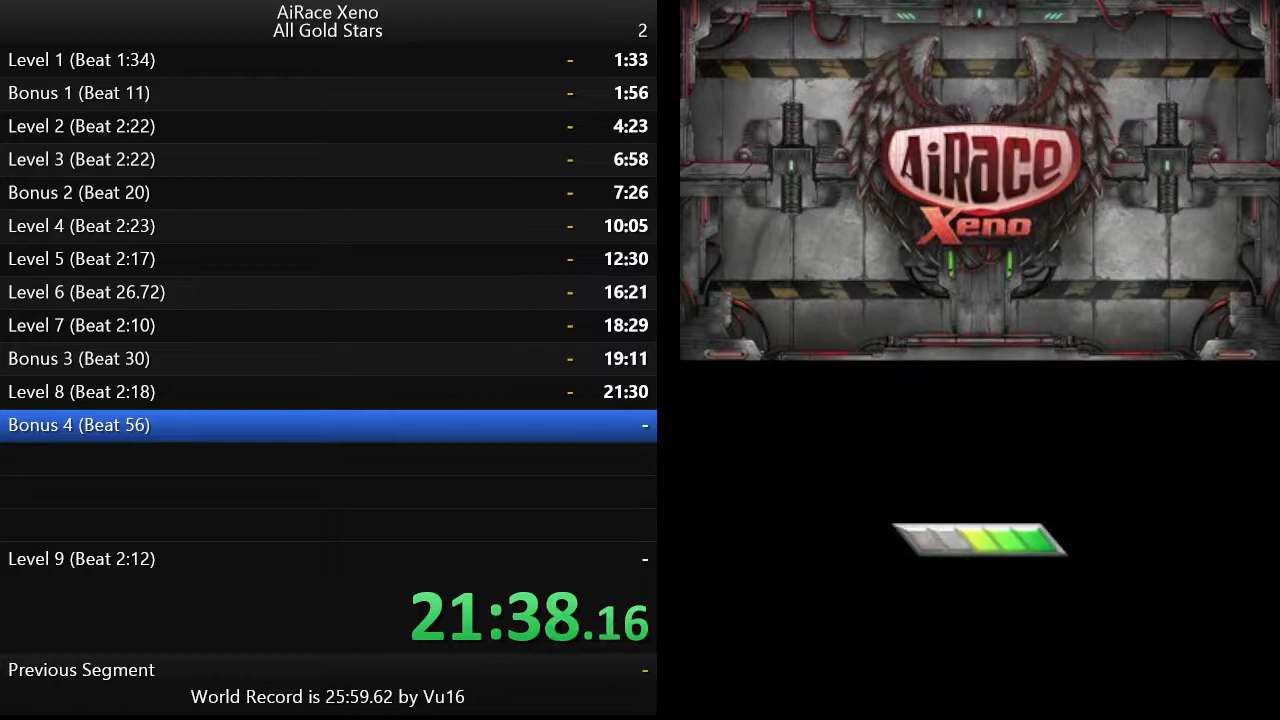 AiRace Xeno
All Gold Stars
2
Level 1 (Beat 1:34) - 1:33
Bonus 1 (Beat 11) - 1:56
Level 2 (Beat 2:22) - 4:23
Level 3 (Beat 2:22) - 6:58
Bonus 2 (Beat 20) - 7:26
Level 4 (Beat 2:23) - 10:05
Level 5 (Beat 2:17) - 12:30
Level 6 (Beat 26.72) - 16:21
Level 7 (Beat 2:10) - 18:29
Bonus 3 (Beat 30) - 19:11
Level 8 (Beat 2:18) - 21:30
Bonus 4 (Beat 56) -
Level 9 (Beat 2:12) -
21:38.16
Previous Segment -
World Record is 25:59.62 by Vu16
AiRace
Xeno